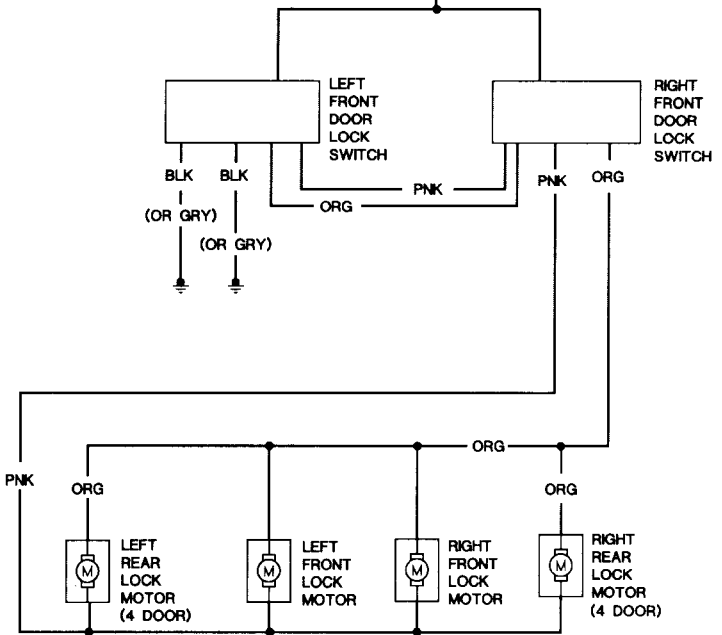 LEFT
FRONT
DOOR
LOCK
SWITCH
RIGHT
FRONT
DOOR
LOCK
SWITCH
BLK
BLK
PNK
PNK
ORG
ORG
(OR GRY)
(OR GRY)
ORG
PNK
ORG
ORG
LEFT
REAR
LOCK
MOTOR
(4 DOOR)
M
LEFT
FRONT
LOCK
MOTOR
M
RIGHT
FRONT
LOCK
MOTOR
M
RIGHT
REAR
LOCK
MOTOR
(4 DOOR)
M